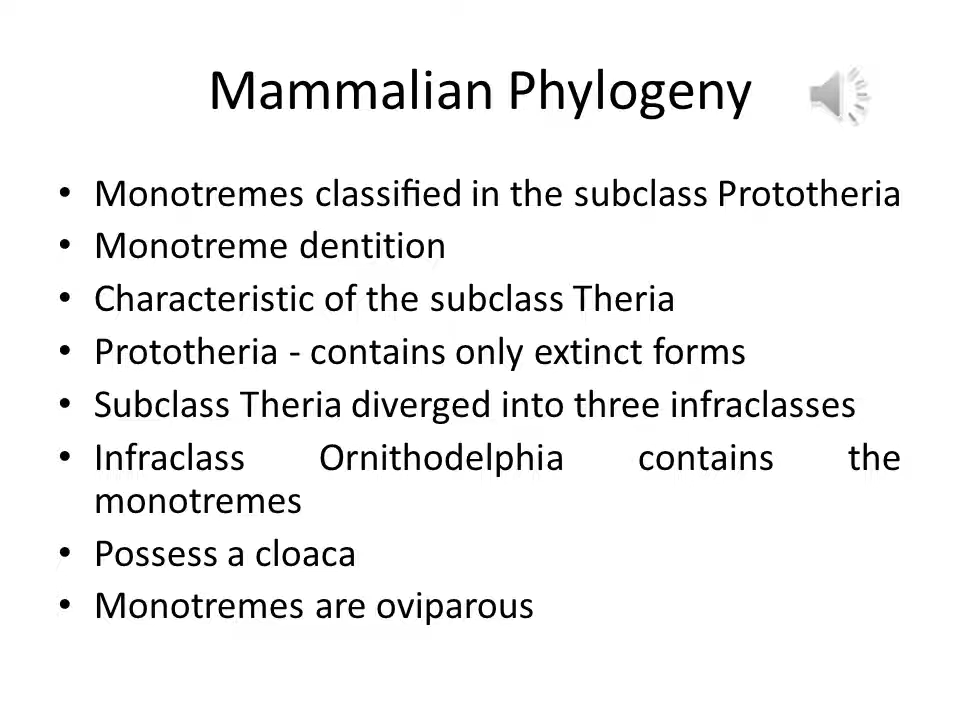 Mammalian Phylogeny
• Monotremes classified in the subclass Prototheria
• Monotreme dentition
• Characteristic of the subclass Theria
• Prototheria - contains only extinct forms
• Subclass Theria diverged into three infraclasses
• Infraclass Ornithodelphia contains the
monotremes
• Possess a cloaca
• Monotremes are oviparous